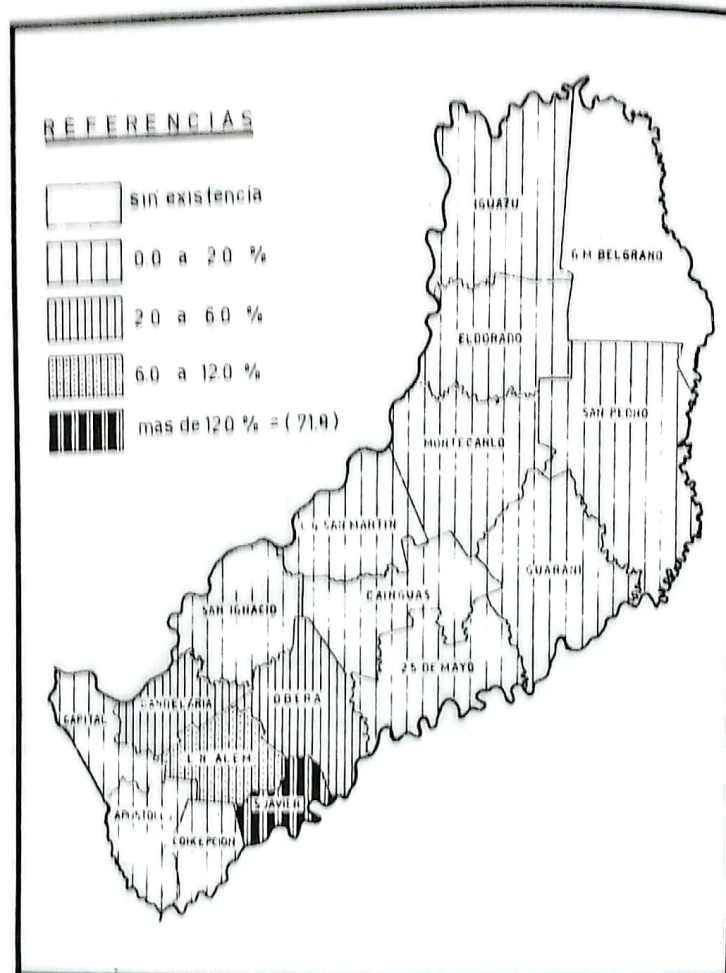 REFERENCIAS
sin existencia
0.0 a 2.0 %
2.0 a 6.0 %
6.0 a 12.0 %
mas de 12.0 % = (71.9)
IGUAZU
G M BELGRANO
ELDORADO
SAN PEDRO
MONTECARLO
L G SAN MARTIN
GUARANI
CAINGUAS
SAN IGNACIO
25 DE MAYO
OBERA
CANDELARIA
CAPITAL
L N ALEM
S.JAVIER
CONCEPCION